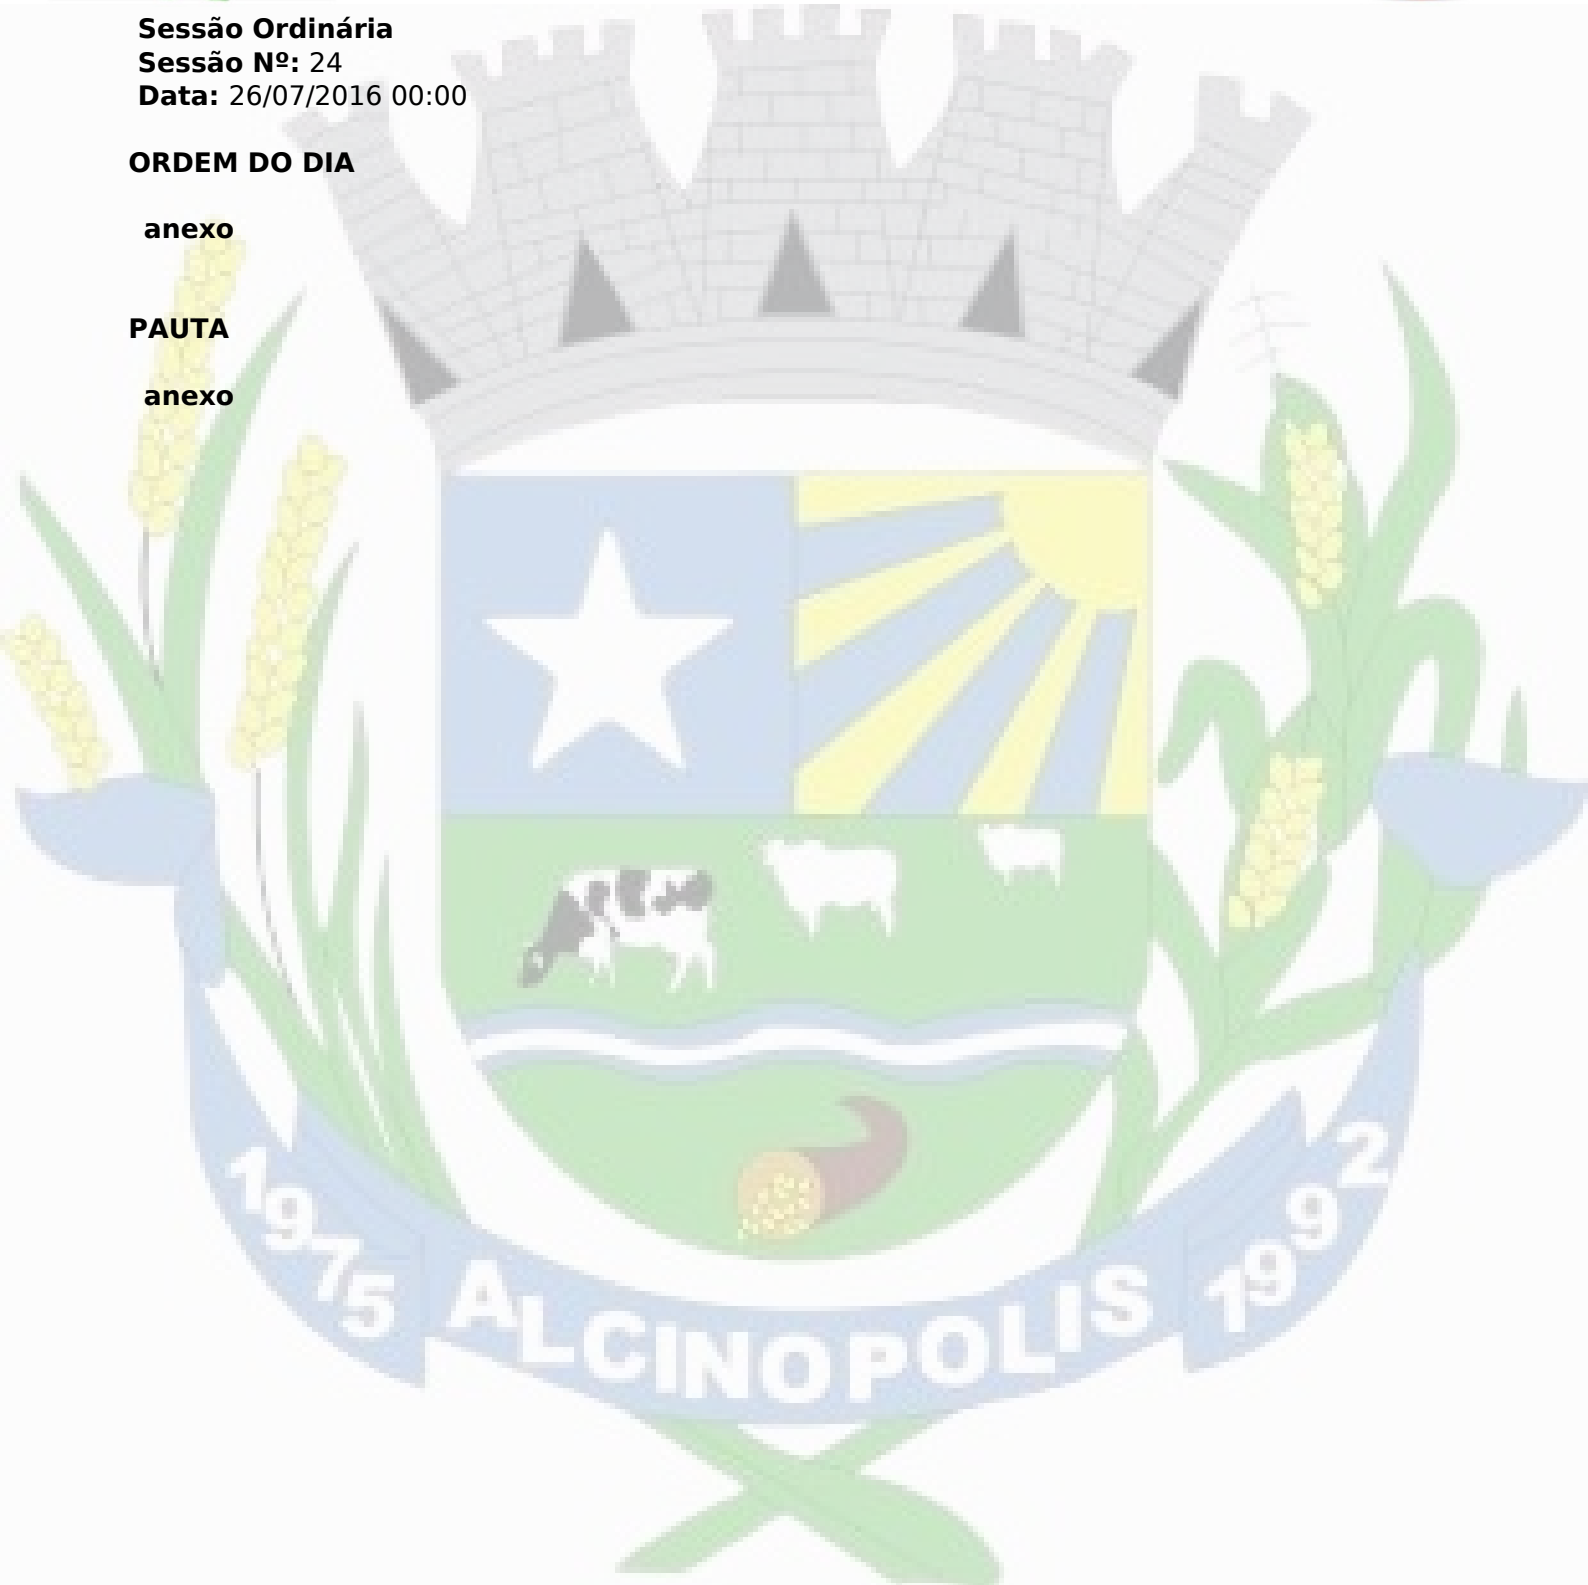 Sessão Ordinária
Sessão Nº: 24
Data: 26/07/2016 00:00
ORDEM DO DIA
anexo
PAUTA
anexo
1975
ALCINOPOLIS
1992